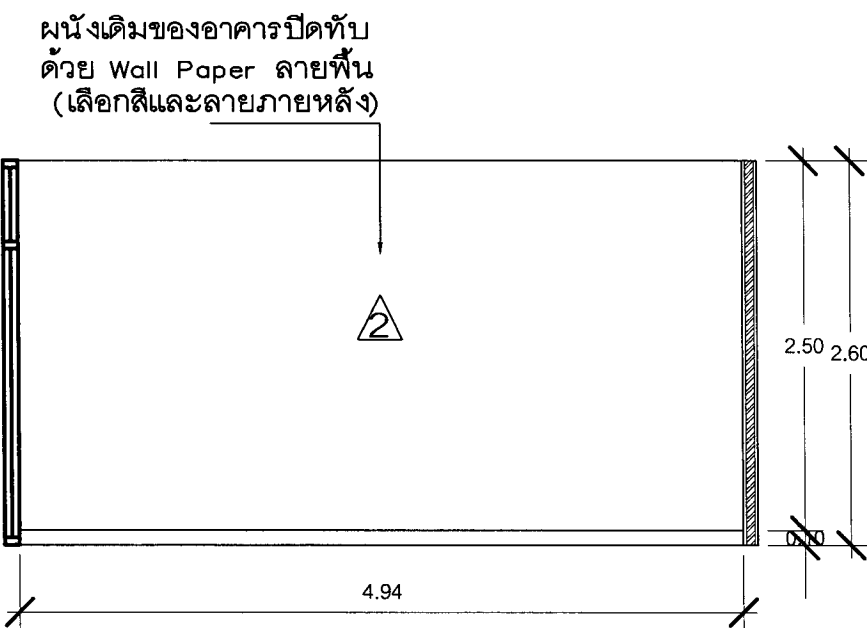 ผนังเดิมของอาคารปิดทับ
ด้วย Wall Paper ลายพื้น
(เลือกสีและลายภายหลัง)
2
2.50 2.60
4.94